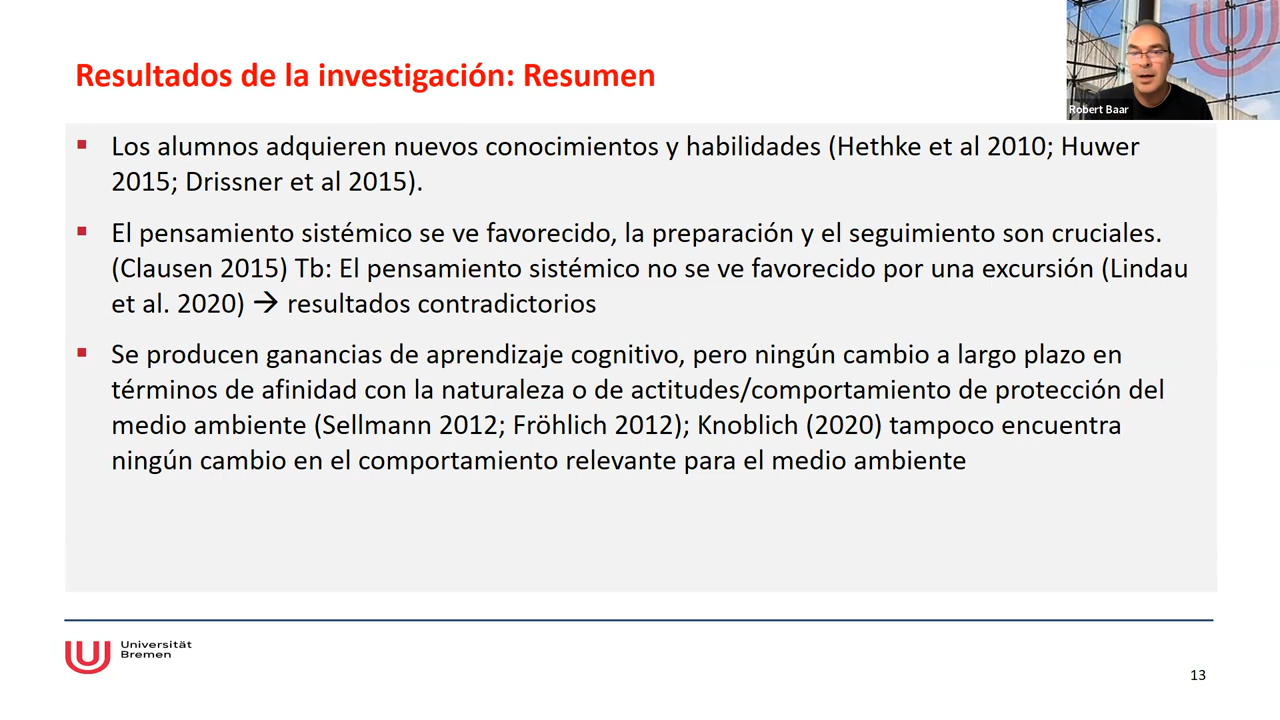 Resultados de la investigación: Resumen
Robert Baar
▪ Los alumnos adquieren nuevos conocimientos y habilidades (Hethke et al 2010; Huwer
2015; Drissner et al 2015).
▪ El pensamiento sistémico se ve favorecido, la preparación y el seguimiento son cruciales.
(Clausen 2015) Tb: El pensamiento sistémico no se ve favorecido por una excursión (Lindau
et al. 2020) → resultados contradictorios
▪ Se producen ganancias de aprendizaje cognitivo, pero ningún cambio a largo plazo en
términos de afinidad con la naturaleza o de actitudes/comportamiento de protección del
medio ambiente (Sellmann 2012; Fröhlich 2012); Knoblich (2020) tampoco encuentra
ningún cambio en el comportamiento relevante para el medio ambiente
Universität
Bremen
13